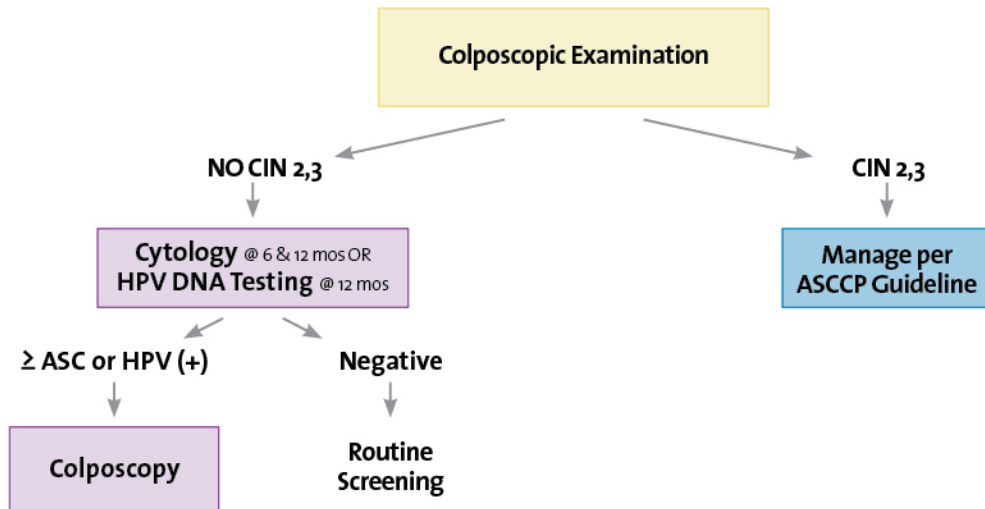 Colposcopic Examination
NO CIN 2,3
CIN 2,3
Cytology @ 6 & 12 mos OR
HPV DNA Testing @ 12 mos
Manage per
ASCCP Guideline
≥ ASC or HPV (+)
Negative
Colposcopy
Routine
Screening